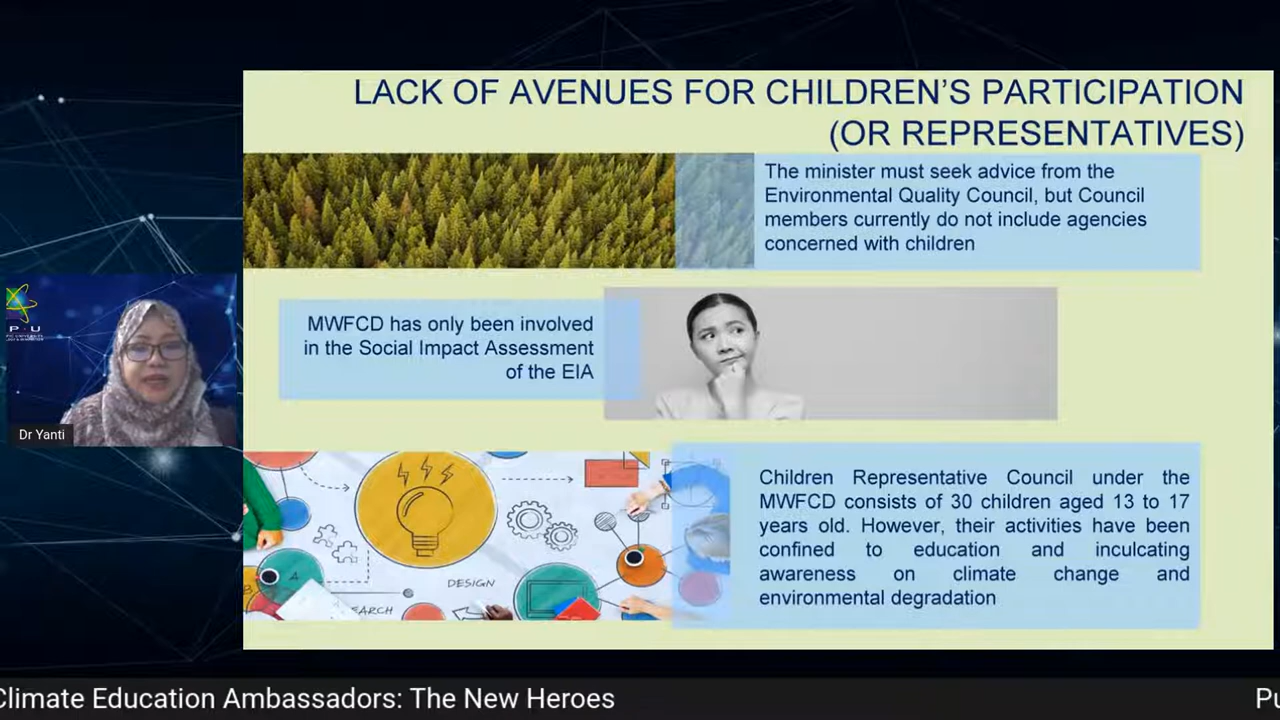 LACK OF AVENUES FOR CHILDREN’S PARTICIPATION
(OR REPRESENTATIVES)
The minister must seek advice from the
Environmental Quality Council, but Council
members currently do not include agencies
concerned with children
MWFCD has only been involved
in the Social Impact Assessment
of the EIA
P · U
Dr Yanti
Children Representative Council under the
MWFCD consists of 30 children aged 13 to 17
years old. However, their activities have been
confined to education and inculcating
awareness on climate change and
environmental degradation
A
B
DESIGN
EARCH
Climate Education Ambassadors: The New Heroes
Pu